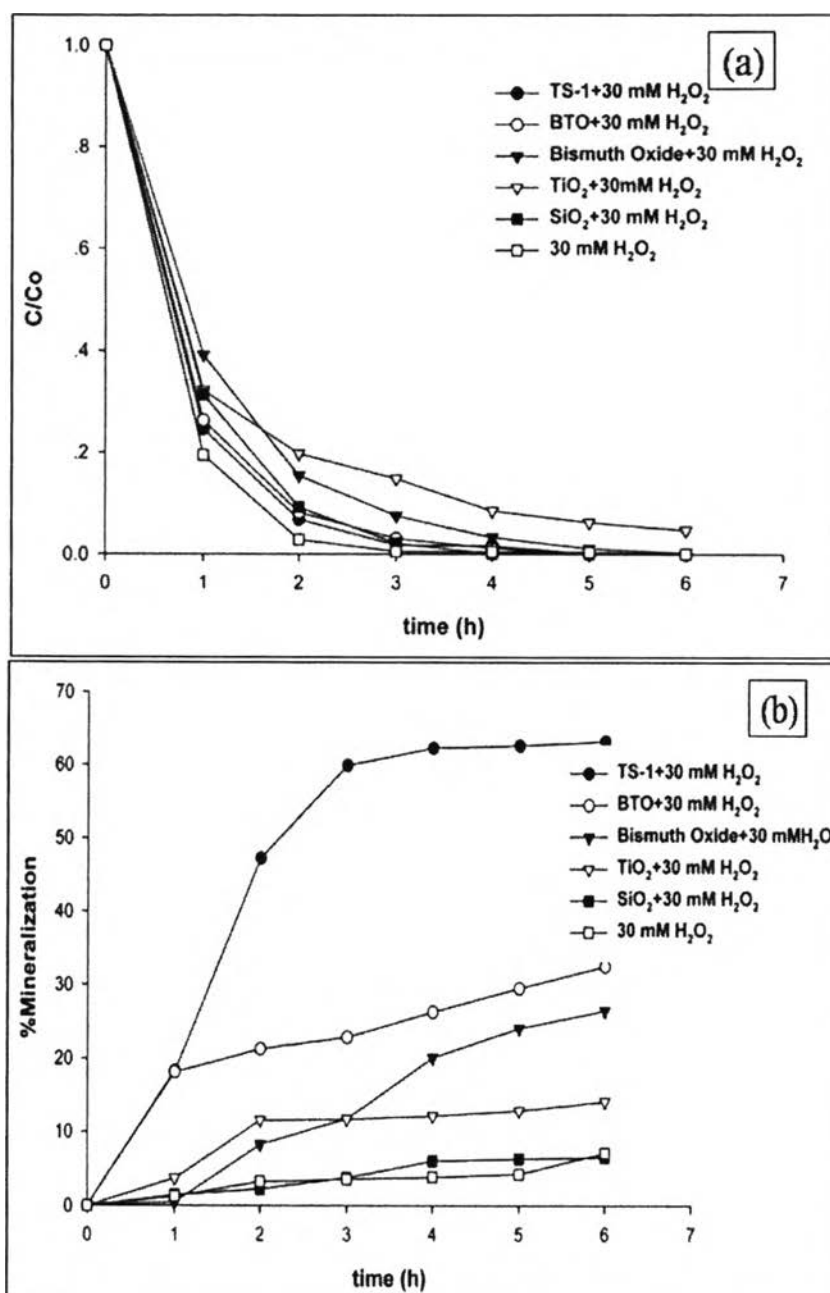 (a)
1.0
.8
.6
.4
.2
0.0
C/Co
TS-1+30 mM H₂O₂
BTO+30 mM H₂O₂
Bismuth Oxide+30 mM H₂O₂
TiO₂+30mM H₂O₂
SiO₂+30 mM H₂O₂
30 mM H₂O₂
0 1 2 3 4 5 6 7
time (h)
(b)
70
60
50
40
30
20
10
0
%Mineralization
TS-1+30 mM H₂O₂
BTO+30 mM H₂O₂
Bismuth Oxide+30 mMH₂O
TiO₂+30 mM H₂O₂
SiO₂+30 mM H₂O₂
30 mM H₂O₂
0 1 2 3 4 5 6 7
time (h)